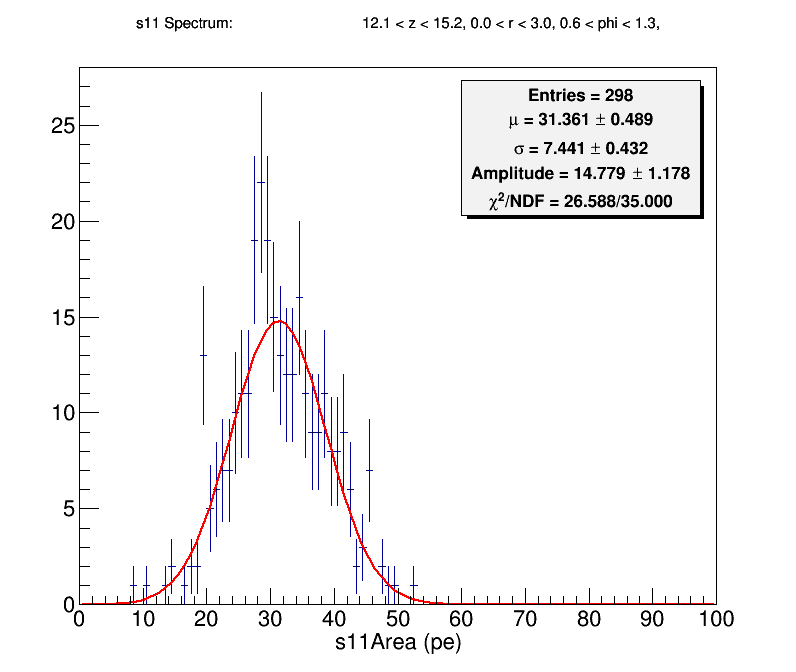 s11 Spectrum: 12.1 < z < 15.2, 0.0 < r < 3.0, 0.6 < phi < 1.3,
Entries = 298
μ = 31.361 ± 0.489
σ = 7.441 ± 0.432
Amplitude = 14.779 ± 1.178
χ²/NDF = 26.588/35.000
25
20
15
10
5
0
0 10 20 30 40 50 60 70 80 90 100
s11Area (pe)